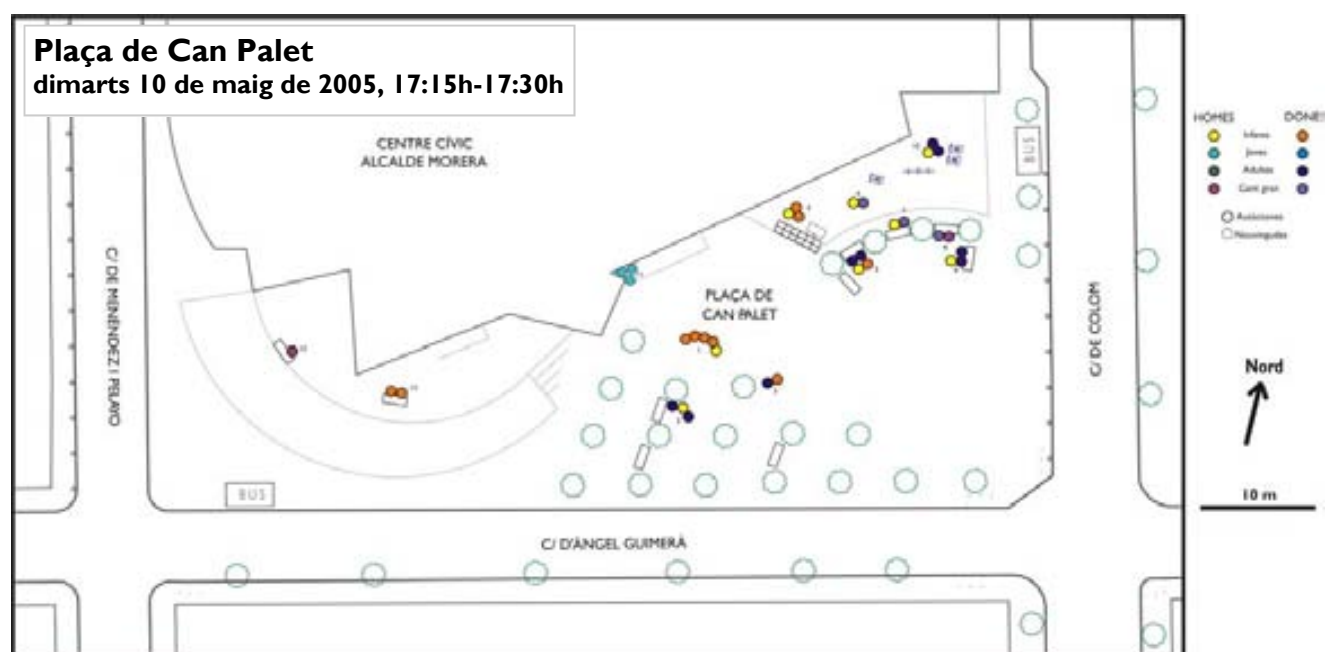 Plaça de Can Palet
dimarts 10 de maig de 2005, 17:15h-17:30h
CENTRE CÍVIC
ALCALDE MORERA
BUS
HOMES
DONES
Infants
Joves
Adultes
Gent gran
Autòctones
Nouvingudes
C/ DE MENÉNDEZ I PELAYO
PLAÇA DE
CAN PALET
C/ DE COLOM
Nord
10 m
BUS
C/ D'ÀNGEL GUIMERÀ